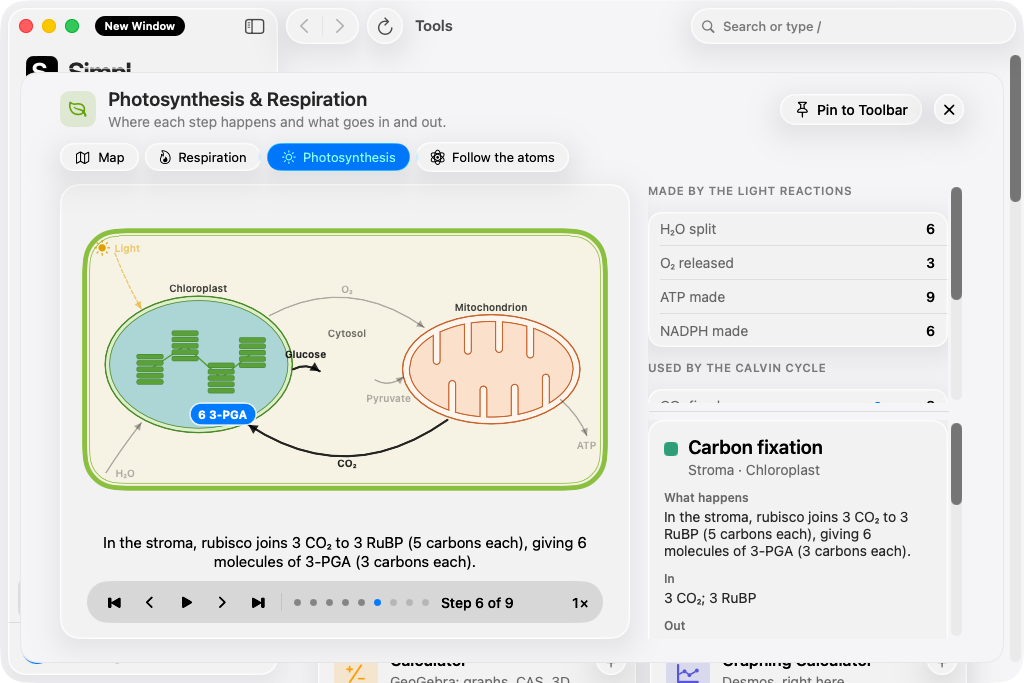 New Window
Tools
Search or type /
Simpl
Photosynthesis & Respiration
Where each step happens and what goes in and out.
Pin to Toolbar
Map
Respiration
Photosynthesis
Follow the atoms
Light
Chloroplast
O₂
Mitochondrion
Cytosol
Glucose
Pyruvate
6 3-PGA
ATP
CO₂
H₂O
In the stroma, rubisco joins 3 CO₂ to 3 RuBP (5 carbons each), giving 6
molecules of 3-PGA (3 carbons each).
Step 6 of 9
1x
MADE BY THE LIGHT REACTIONS
H₂O split 6
O₂ released 3
ATP made 9
NADPH made 6
USED BY THE CALVIN CYCLE
Carbon fixation
Stroma · Chloroplast
What happens
In the stroma, rubisco joins 3 CO₂ to 3
RuBP (5 carbons each), giving 6
molecules of 3-PGA (3 carbons each).
In
3 CO₂; 3 RuBP
Out
Calculator
GeoGebra: graphs, CAS, 3D
Graphing Calculator
Desmos, right here